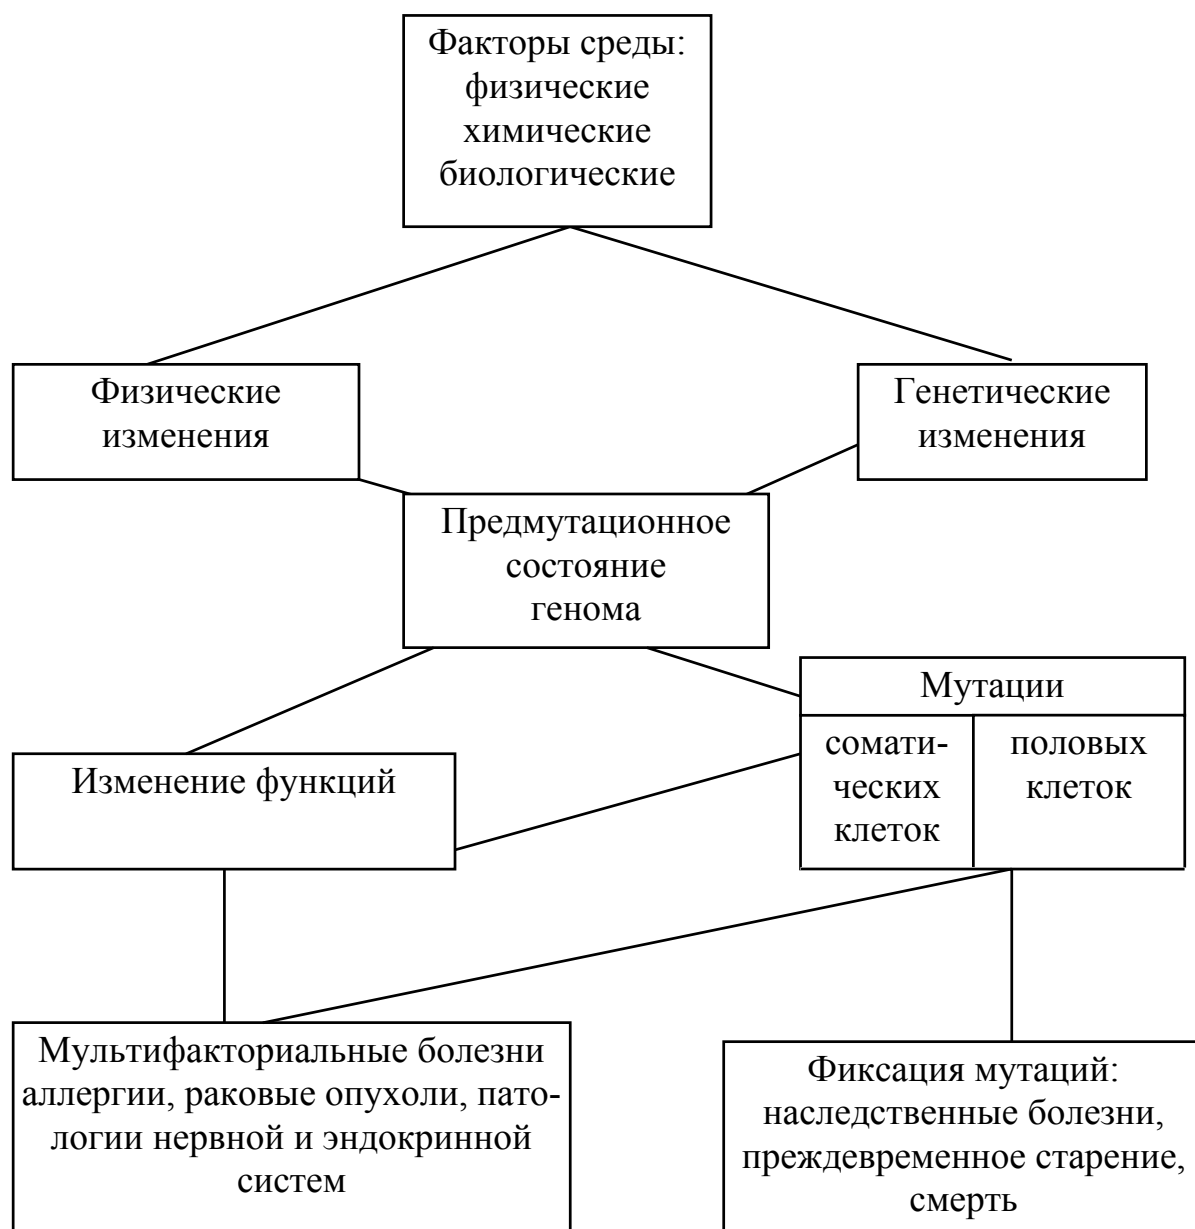 Факторы среды:
физические
химические
биологические
Физические
изменения
Генетические
изменения
Предмутационное
состояние
генома
Мутации
сомати-
ческих
клеток
половых
клеток
Изменение функций
Мультифакториальные болезни
аллергии, раковые опухоли, пато-
логии нервной и эндокринной
систем
Фиксация мутаций:
наследственные болезни,
преждевременное старение,
смерть